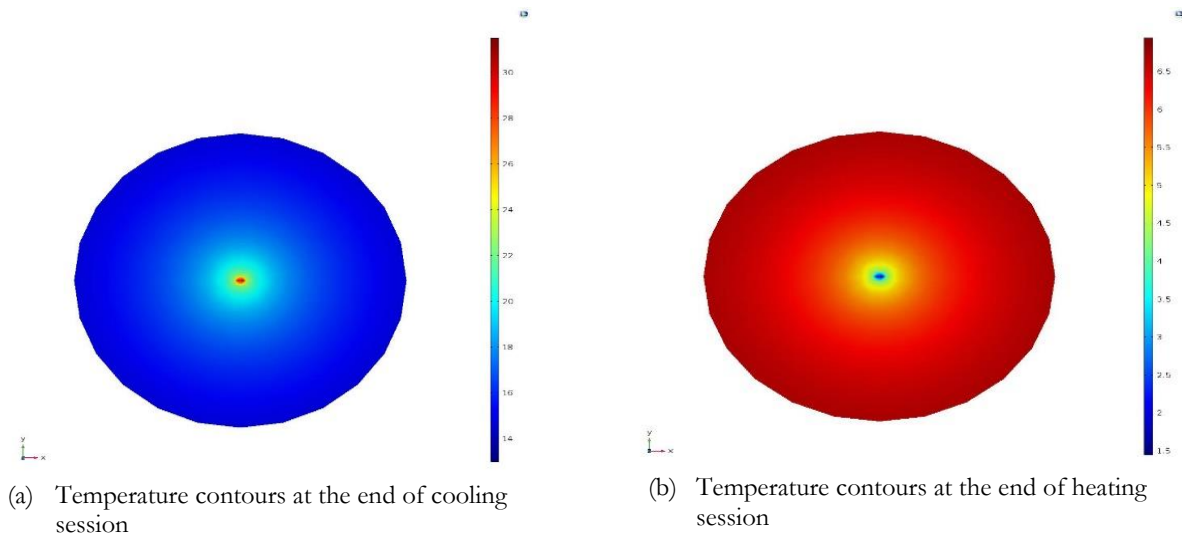 30
28
26
24
22
20
18
16
14
y
x
(a) Temperature contours at the end of cooling
session
6.5
6
5.5
5
4.5
4
3.5
3
2.5
2
1.5
y
x
(b) Temperature contours at the end of heating
session